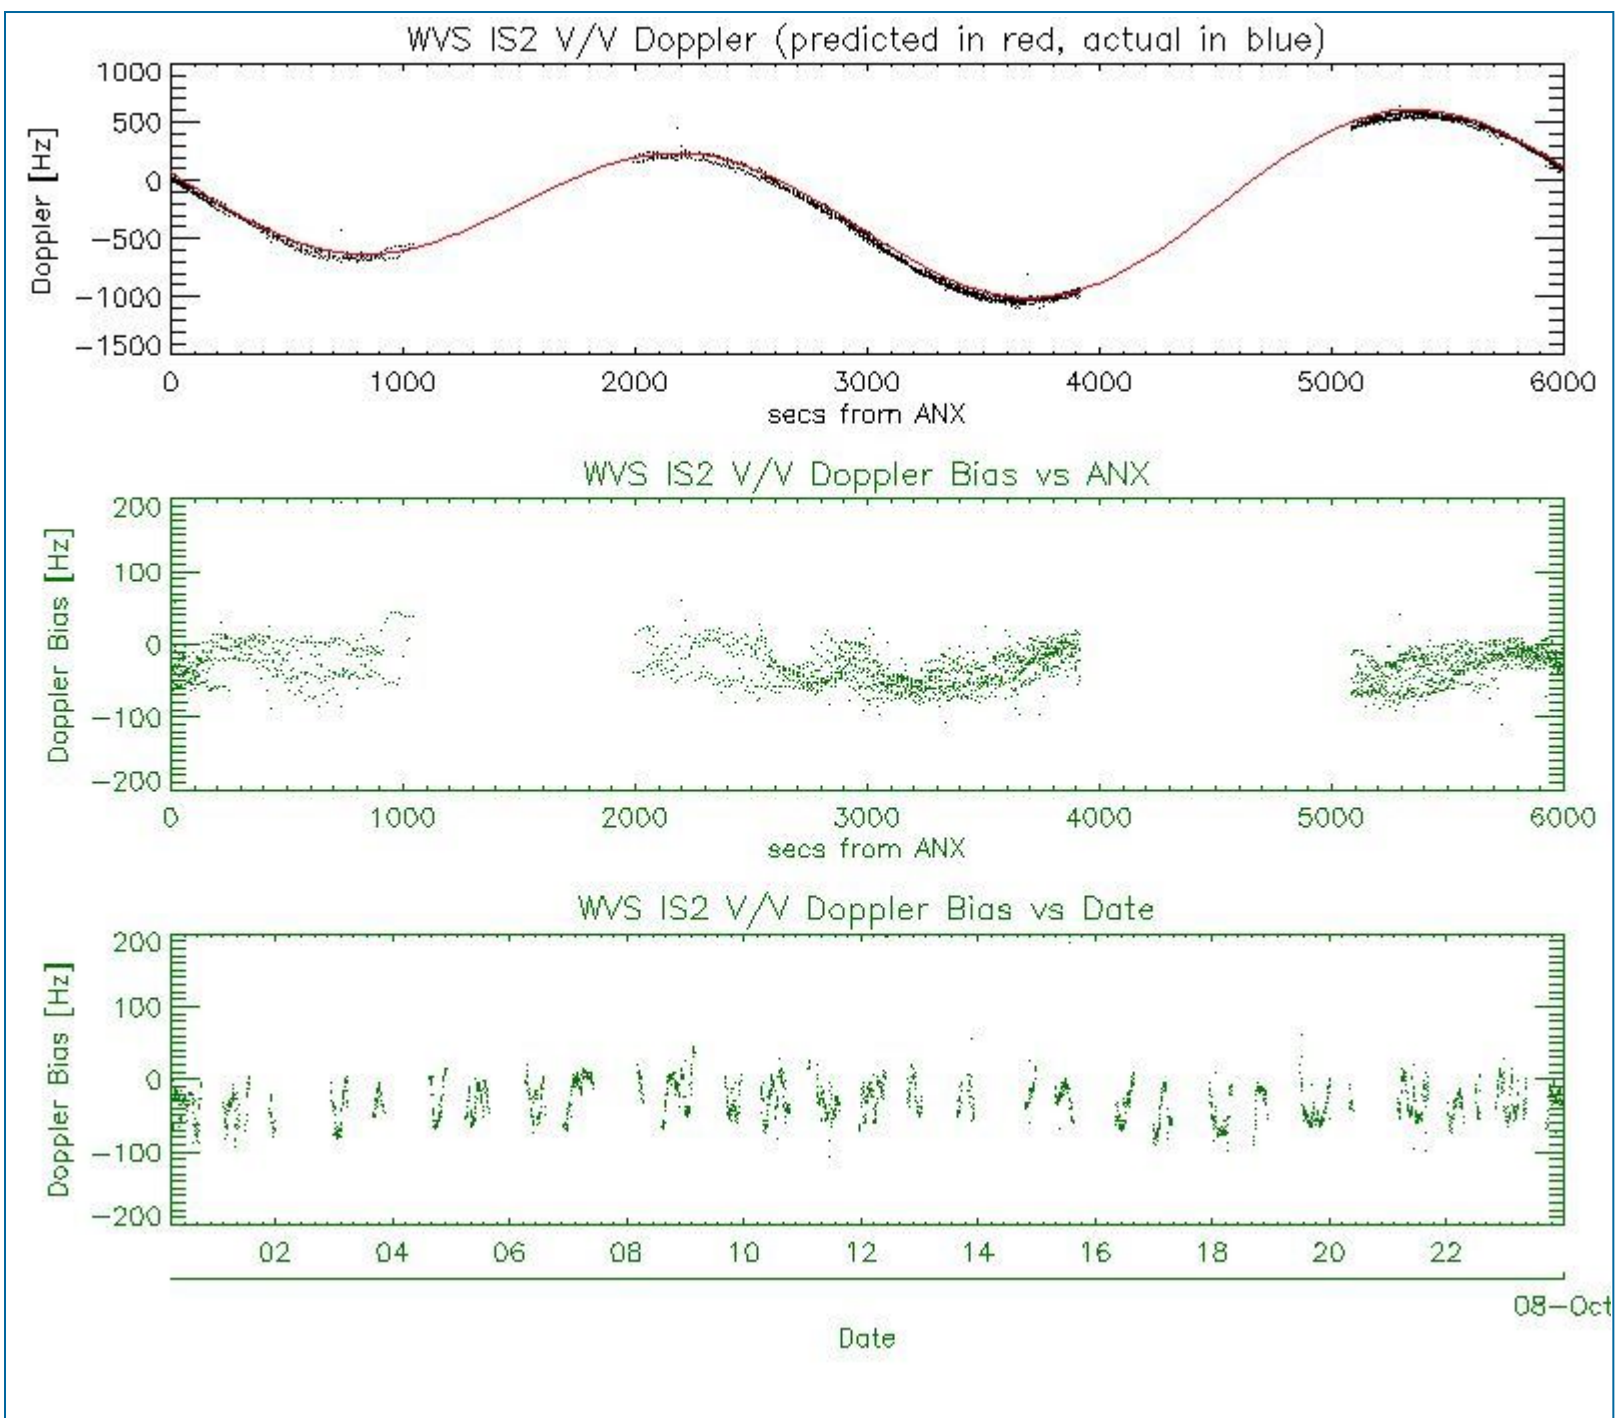 WVS IS2 V/V Doppler (predicted in red, actual in blue)
Doppler [Hz]
1000
500
0
-500
-1000
-1500
0 1000 2000 3000 4000 5000 6000
secs from ANX
WVS IS2 V/V Doppler Bias vs ANX
Doppler Bias [Hz]
200
100
0
-100
-200
0 1000 2000 3000 4000 5000 6000
secs from ANX
WVS IS2 V/V Doppler Bias vs Date
Doppler Bias [Hz]
200
100
0
-100
-200
02 04 06 08 10 12 14 16 18 20 22
08-Oct
Date